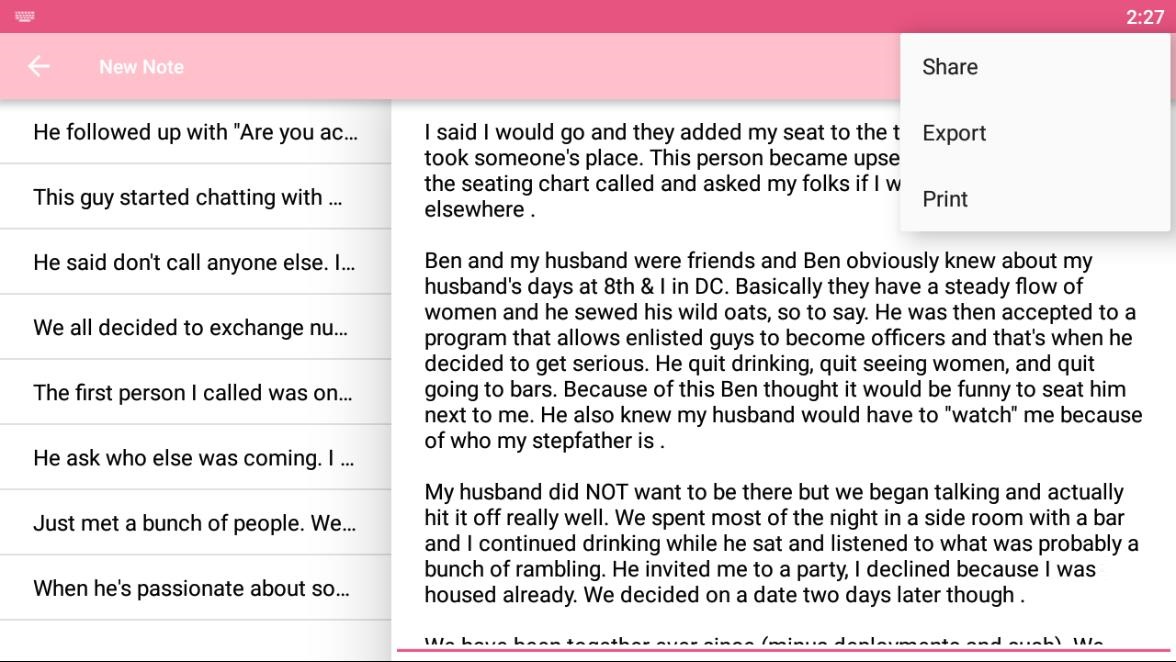 2:27
New Note
Share
Export
Print
He followed up with "Are you ac...
This guy started chatting with ...
He said don't call anyone else. I...
We all decided to exchange nu...
The first person I called was on...
He ask who else was coming. I ...
Just met a bunch of people. We...
When he's passionate about so...
I said I would go and they added my seat to the t
took someone's place. This person became upse
the seating chart called and asked my folks if I w
elsewhere .
Ben and my husband were friends and Ben obviously knew about my
husband's days at 8th & I in DC. Basically they have a steady flow of
women and he sewed his wild oats, so to say. He was then accepted to a
program that allows enlisted guys to become officers and that's when he
decided to get serious. He quit drinking, quit seeing women, and quit
going to bars. Because of this Ben thought it would be funny to seat him
next to me. He also knew my husband would have to "watch" me because
of who my stepfather is .
My husband did NOT want to be there but we began talking and actually
hit it off really well. We spent most of the night in a side room with a bar
and I continued drinking while he sat and listened to what was probably a
bunch of rambling. He invited me to a party, I declined because I was
housed already. We decided on a date two days later though .
We have been together ever since (minus deployments and such). We